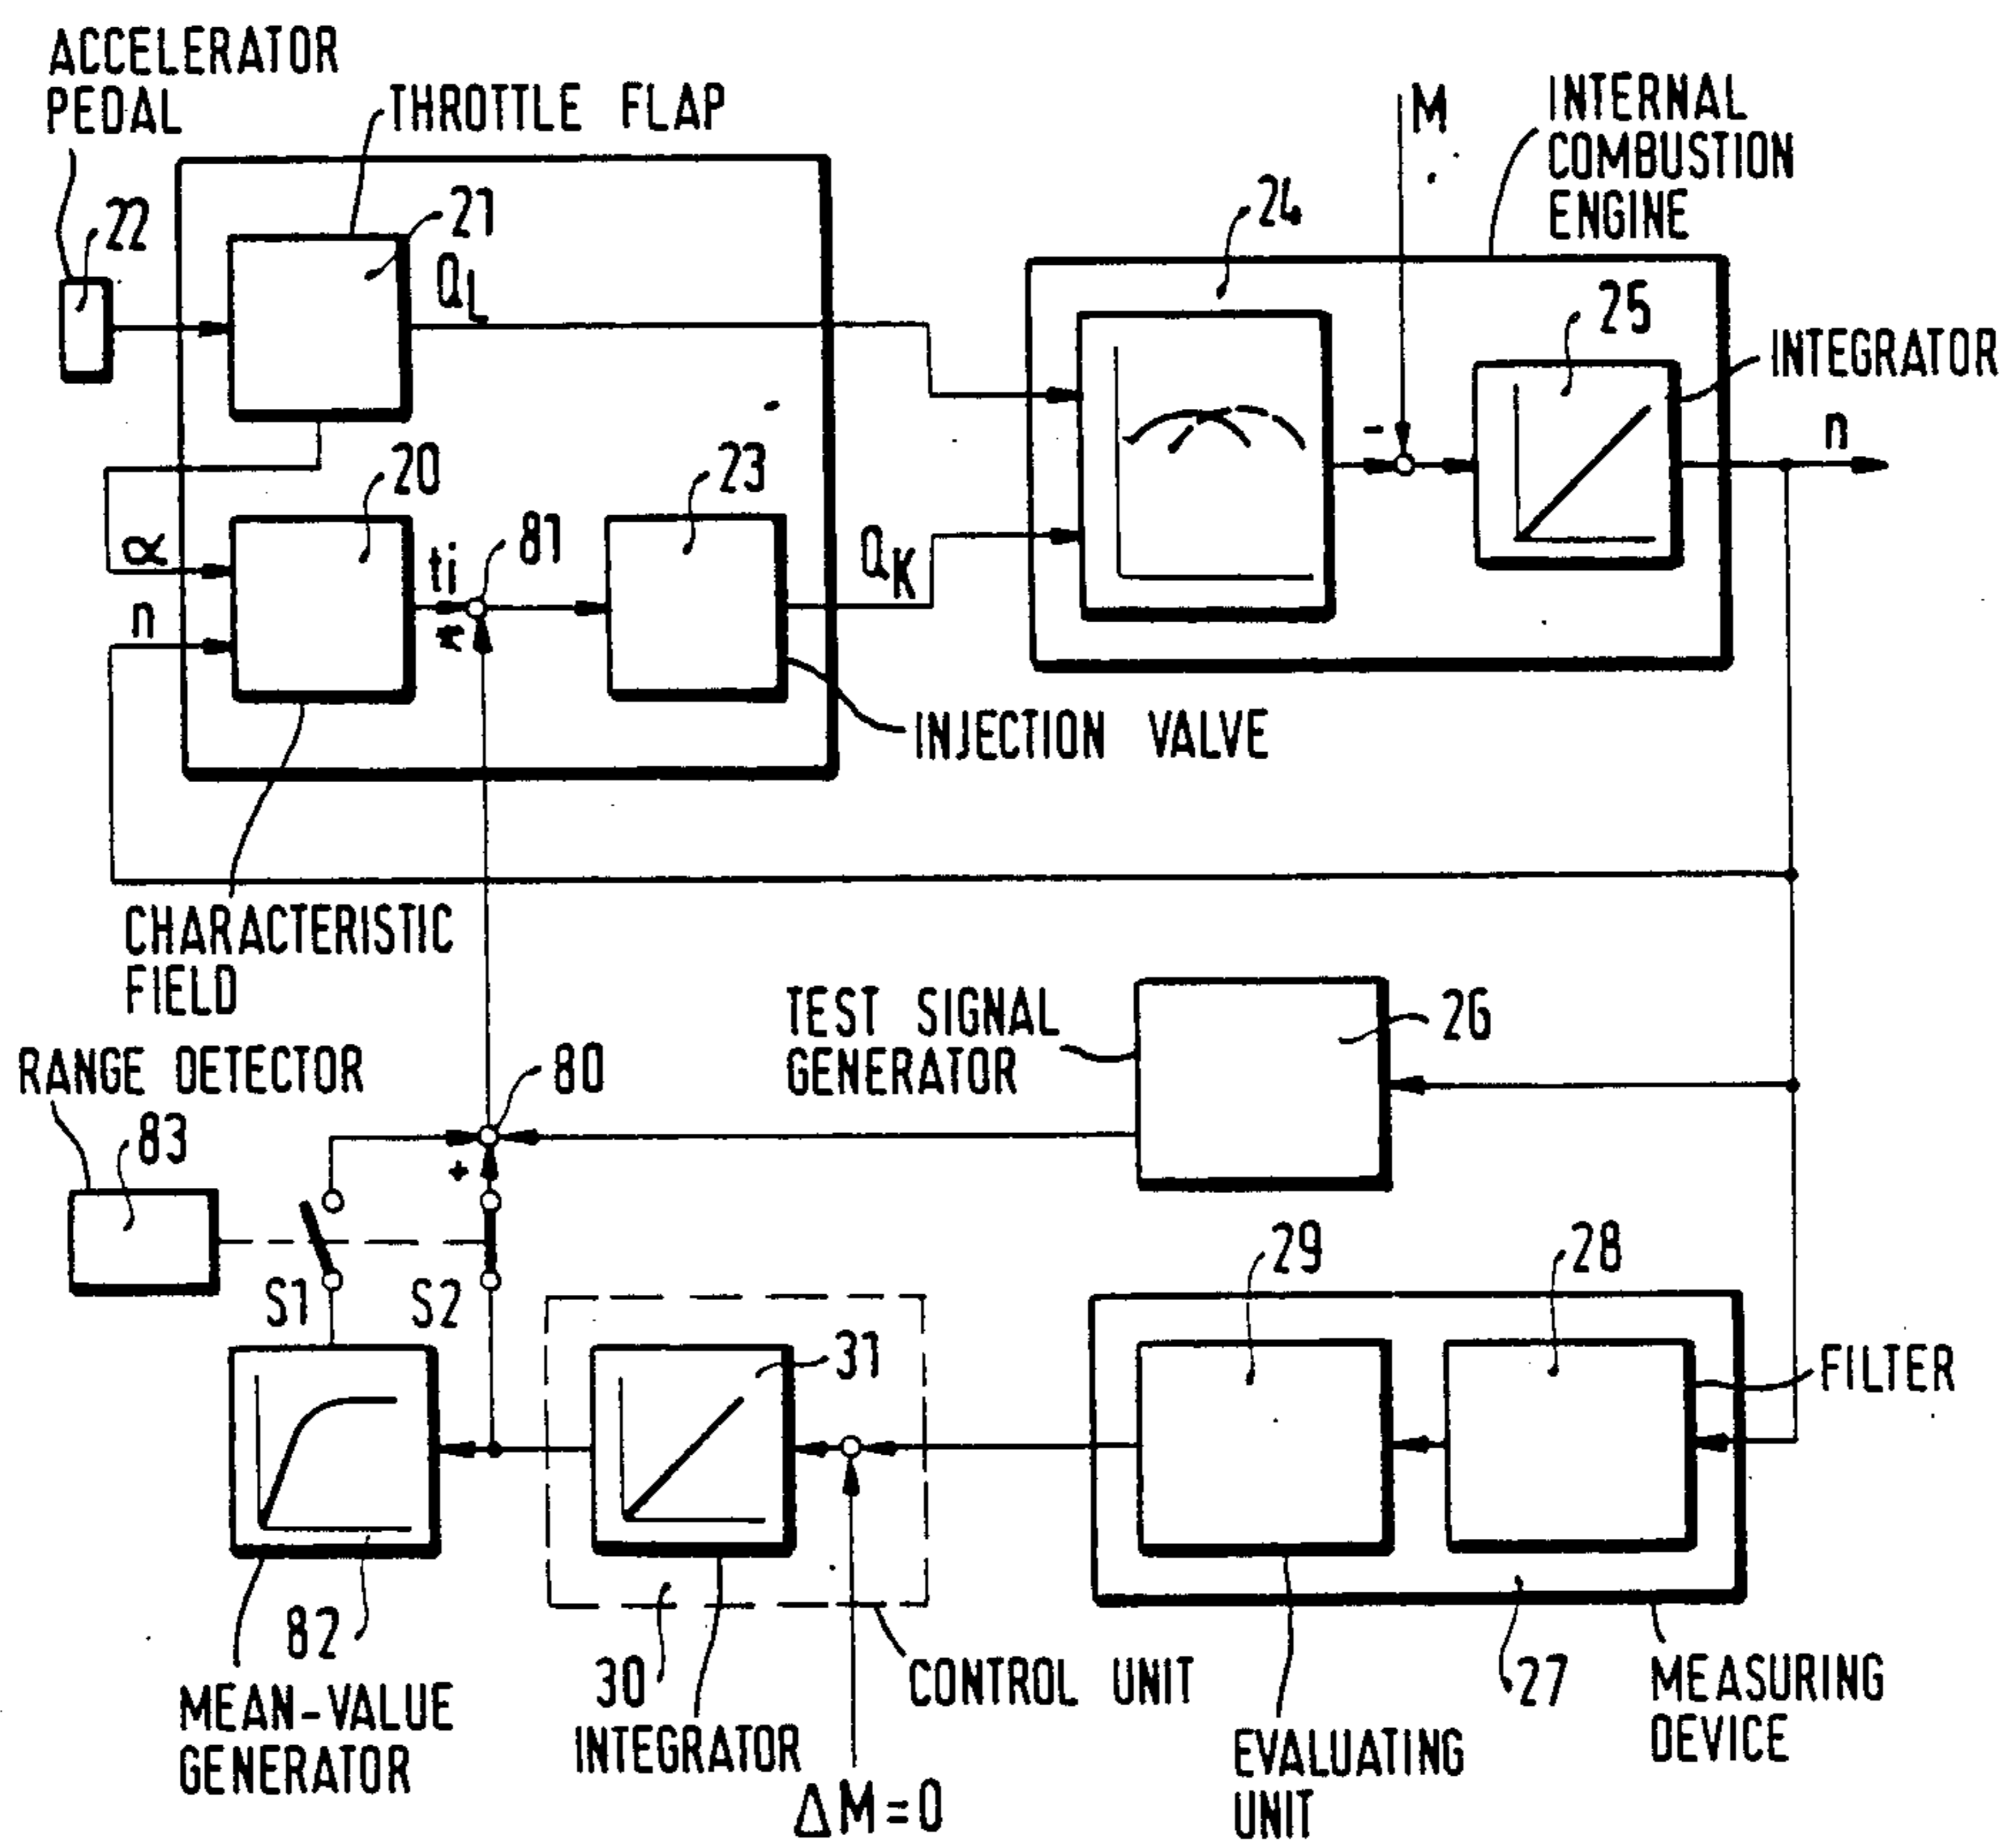 ACCELERATOR
PEDAL
THROTTLE FLAP
M
INTERNAL
COMBUSTION
ENGINE
22
21
24
QL
25
INTEGRATOR
n
20
23
α
ti
81
QK
n
-
INJECTION VALVE
CHARACTERISTIC
FIELD
TEST SIGNAL
GENERATOR
26
RANGE DETECTOR
80
83
+
S1
S2
29
28
31
FILTER
82
30
CONTROL UNIT
27
MEASURING
DEVICE
MEAN-VALUE
GENERATOR
INTEGRATOR
EVALUATING
UNIT
ΔM=0